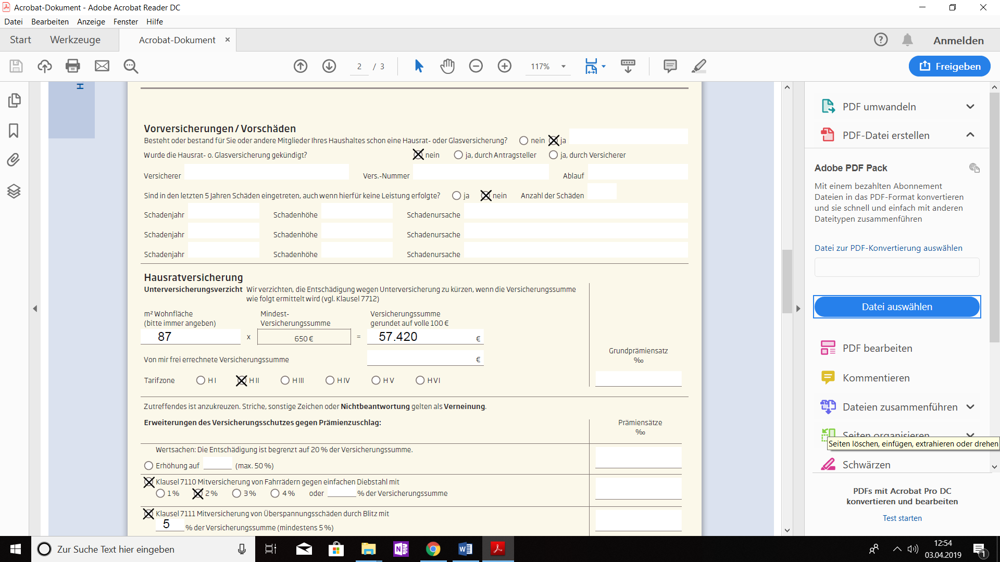 Acrobat-Dokument - Adobe Acrobat Reader DC
Datei Bearbeiten Anzeige Fenster Hilfe
Start Werkzeuge Acrobat-Dokument × Anmelden
2 / 3 117% Freigeben
H
Vorversicherungen / Vorschäden
Besteht oder bestand für Sie oder andere Mitglieder Ihres Haushaltes schon eine Hausrat- oder Glasversicherung? nein ja
Wurde die Hausrat- o. Glasversicherung gekündigt? nein ja, durch Antragsteller ja, durch Versicherer
Versicherer Vers.-Nummer Ablauf
Sind in den letzten 5 Jahren Schäden eingetreten, auch wenn hierfür keine Leistung erfolgte? ja nein Anzahl der Schäden
Schadenjahr Schadenhöhe Schadenursache
Schadenjahr Schadenhöhe Schadenursache
Schadenjahr Schadenhöhe Schadenursache
Hausratversicherung
Unterversicherungsverzicht Wir verzichten, die Entschädigung wegen Unterversicherung zu kürzen, wenn die Versicherungssumme
wie folgt ermittelt wird (vgl. Klausel 7712)
m² Wohnfläche Mindest- Versicherungssumme
(bitte immer angeben) Versicherungssumme gerundet auf volle 100 €
87 x 650 € = 57.420 €
Grundprämiensatz
‰
Von mir frei errechnete Versicherungssumme €
Tarifzone H I H II H III H IV H V H VI
Zutreffendes ist anzukreuzen. Striche, sonstige Zeichen oder Nichtbeantwortung gelten als Verneinung.
Erweiterungen des Versicherungsschutzes gegen Prämienzuschlag: Prämiensätze
‰
Wertsachen: Die Entschädigung ist begrenzt auf 20 % der Versicherungssumme.
Erhöhung auf (max. 50 %)
Klausel 7110 Mitversicherung von Fahrrädern gegen einfachen Diebstahl mit
1 % 2 % 3 % 4 % oder % der Versicherungssumme
Klausel 7111 Mitversicherung von Überspannungsschäden durch Blitz mit
5 % der Versicherungssumme (mindestens 5 %)
PDF umwandeln
PDF-Datei erstellen
Adobe PDF Pack
Mit einem bezahlten Abonnement
Dateien in das PDF-Format konvertieren
und sie schnell und einfach mit anderen
Dateitypen zusammenführen
Datei zur PDF-Konvertierung auswählen
Datei auswählen
PDF bearbeiten
Kommentieren
Dateien zusammenführen
Seiten organisieren
Seiten löschen, einfügen, extrahieren oder drehen
Schwärzen
PDFs mit Acrobat Pro DC
konvertieren und bearbeiten
Test starten
Zur Suche Text hier eingeben
12:54
03.04.2019
1